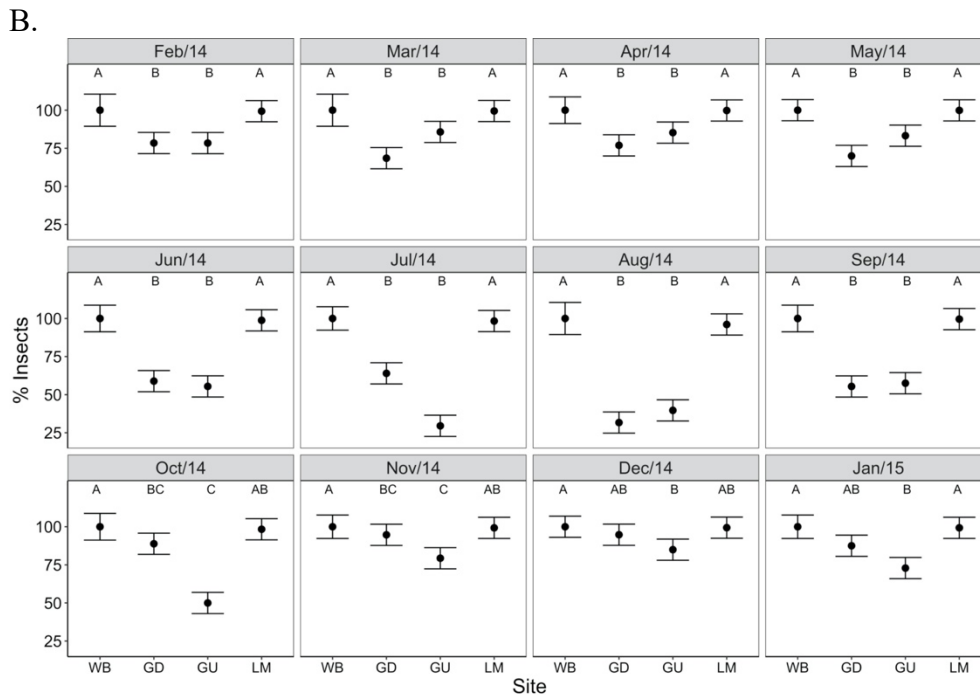 B.
Feb/14 Mar/14 Apr/14 May/14
A B B A A B B A A B B A A B B A
100
75
50
25
Jun/14 Jul/14 Aug/14 Sep/14
A B B A A B B A A B B A A B B A
100
75
50
25
% Insects
Oct/14 Nov/14 Dec/14 Jan/15
A BC C AB A BC C AB A AB B AB A AB B A
100
75
50
25
WB GD GU LM WB GD GU LM WB GD GU LM WB GD GU LM
Site